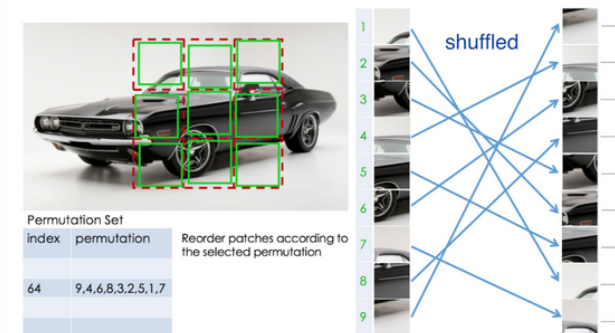 shuffled
1
2
3
4
5
6
7
8
9
Permutation Set
index permutation
64 9,4,6,8,3,2,5,1,7
Reorder patches according to
the selected permutation